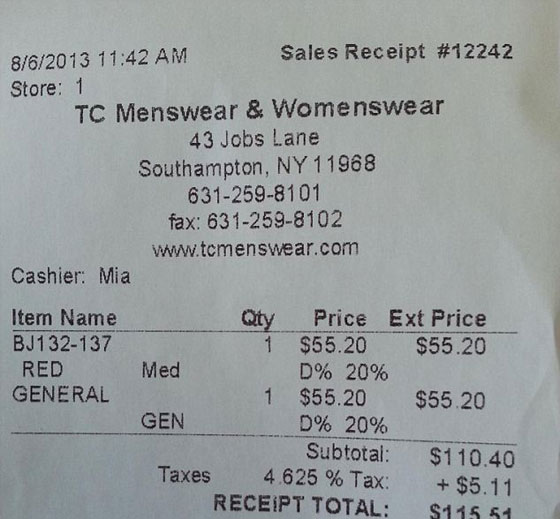 8/6/2013 11:42 AM Sales Receipt #12242
Store: 1
TC Menswear & Womenswear
43 Jobs Lane
Southampton, NY 11968
631-259-8101
fax: 631-259-8102
www.tcmenswear.com
Cashier: Mia
Item Name Qty Price Ext Price
BJ132-137 1 $55.20 $55.20
RED Med D% 20%
GENERAL 1 $55.20 $55.20
GEN D% 20%
Subtotal: $110.40
Taxes 4.625 % Tax: + $5.11
RECEIPT TOTAL: $115.51